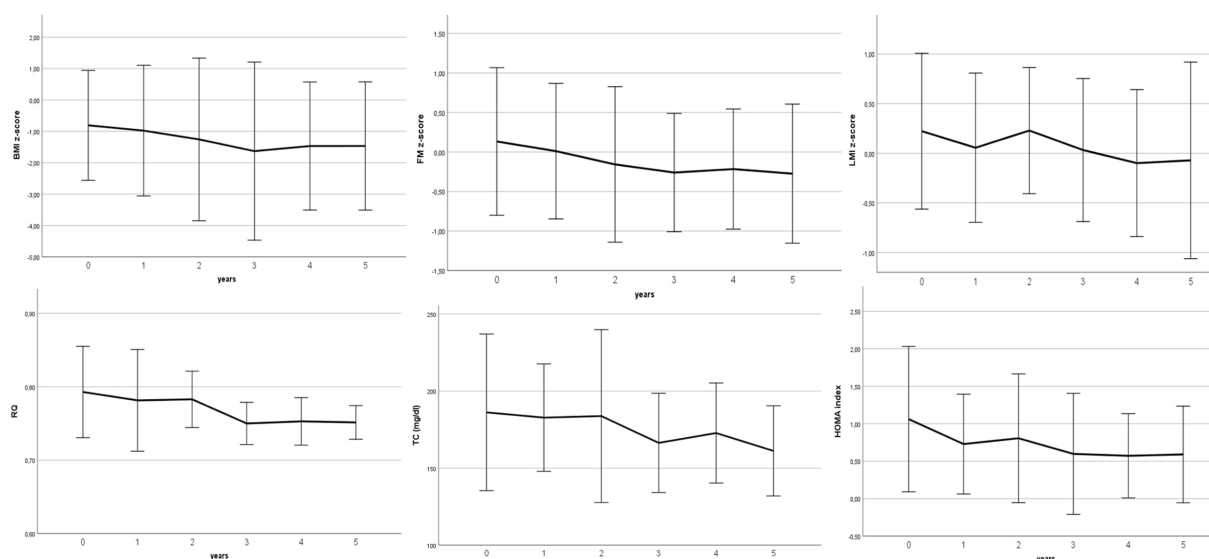 BMI z-score
2,00
1,00
0,00
-1,00
-2,00
-3,00
-4,00
-5,00
0 1 2 3 4 5
years
FM z-score
1,50
1,00
0,50
0,00
-0,50
-1,00
-1,50
0 1 2 3 4 5
years
LMI z-score
1,00
0,50
0,00
-0,50
-1,00
0 1 2 3 4 5
RQ
0,90
0,80
0,70
0,60
0 1 2 3 4 5
years
TC (mg/dl)
250
200
150
100
0 1 2 3 4 5
HOMA index
2,50
2,00
1,50
1,00
0,50
0,00
-0,50
0 1 2 3 4 5
years